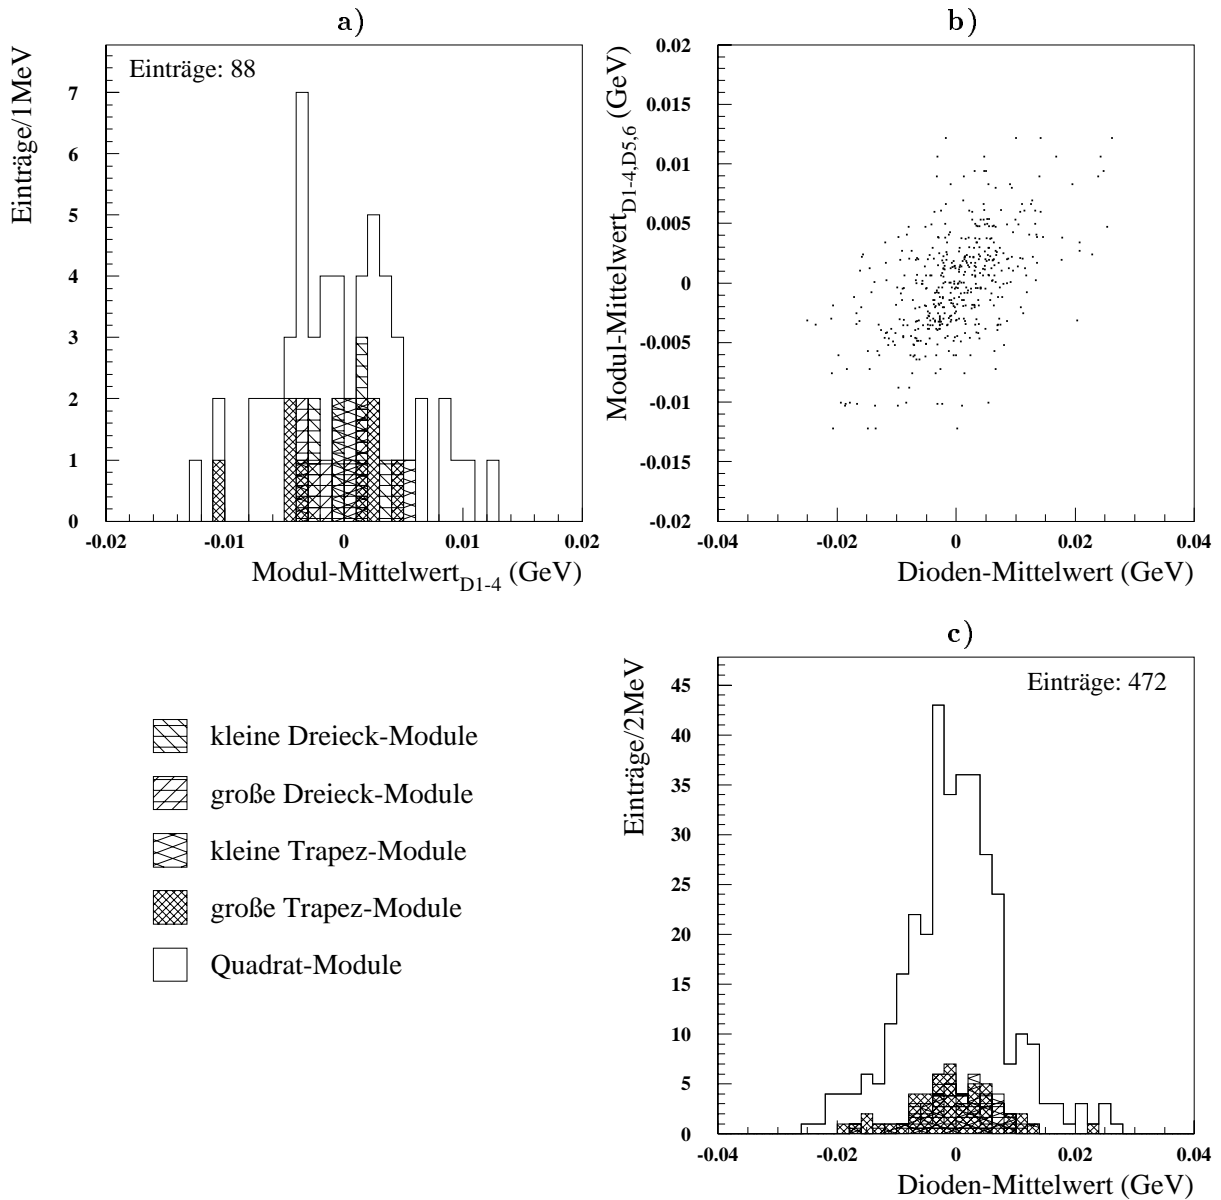 a)
Einträge/1MeV
Einträge: 88
7
6
5
4
3
2
1
0
-0.02 -0.01 0 0.01 0.02
Modul-Mittelwert D1-4 (GeV)
b)
Modul-Mittelwert D1-4,D5,6 (GeV)
0.02
0.015
0.01
0.005
0
-0.005
-0.01
-0.015
-0.02
-0.04 -0.02 0 0.02 0.04
Dioden-Mittelwert (GeV)
kleine Dreieck-Module
große Dreieck-Module
kleine Trapez-Module
große Trapez-Module
Quadrat-Module
c)
Einträge/2MeV
Einträge: 472
45
40
35
30
25
20
15
10
5
0
-0.04 -0.02 0 0.02 0.04
Dioden-Mittelwert (GeV)